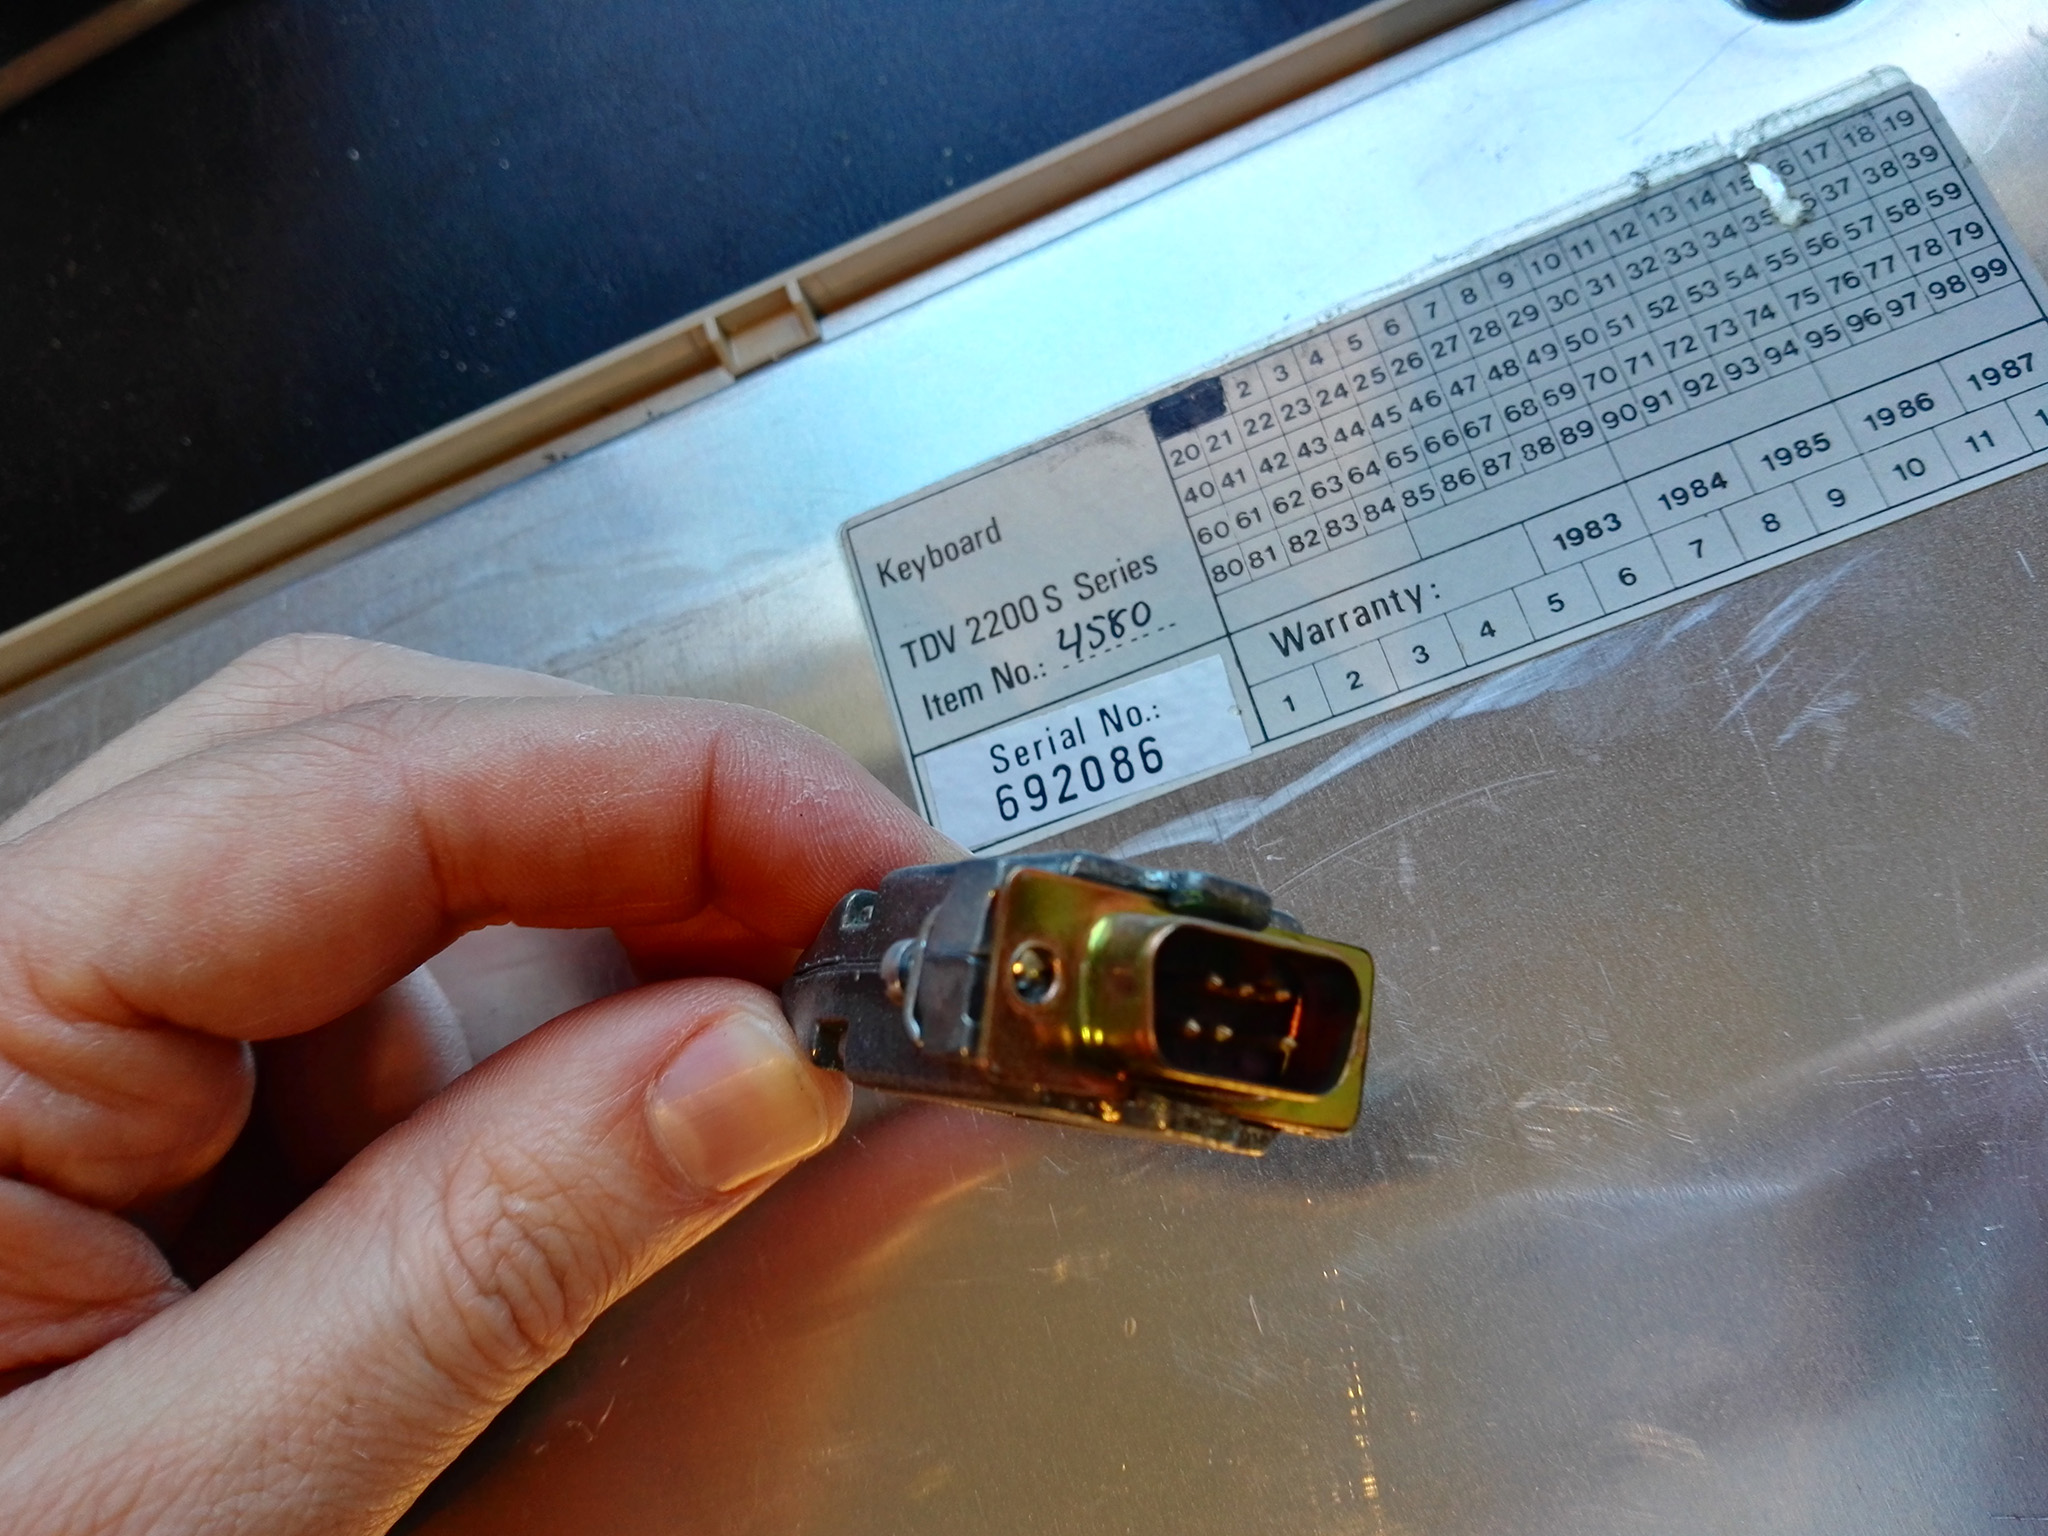 Keyboard
TDV 2200 S Series
Item No.: 4580
Serial No.:
692086
2 3 4 5 6 7 8 9 10 11 12 13 14 15 17 18 19
20 21 22 23 24 25 26 27 28 29 30 31 32 33 34 35 37 38 39
40 41 42 43 44 45 46 47 48 49 50 51 52 53 54 55 56 57 58 59
60 61 62 63 64 65 66 67 68 69 70 71 72 73 74 75 76 77 78 79
80 81 82 83 84 85 86 87 88 89 90 91 92 93 94 95 96 97 98 99
Warranty: 1983 1984 1985 1986 1987
1 2 3 4 5 6 7 8 9 10 11